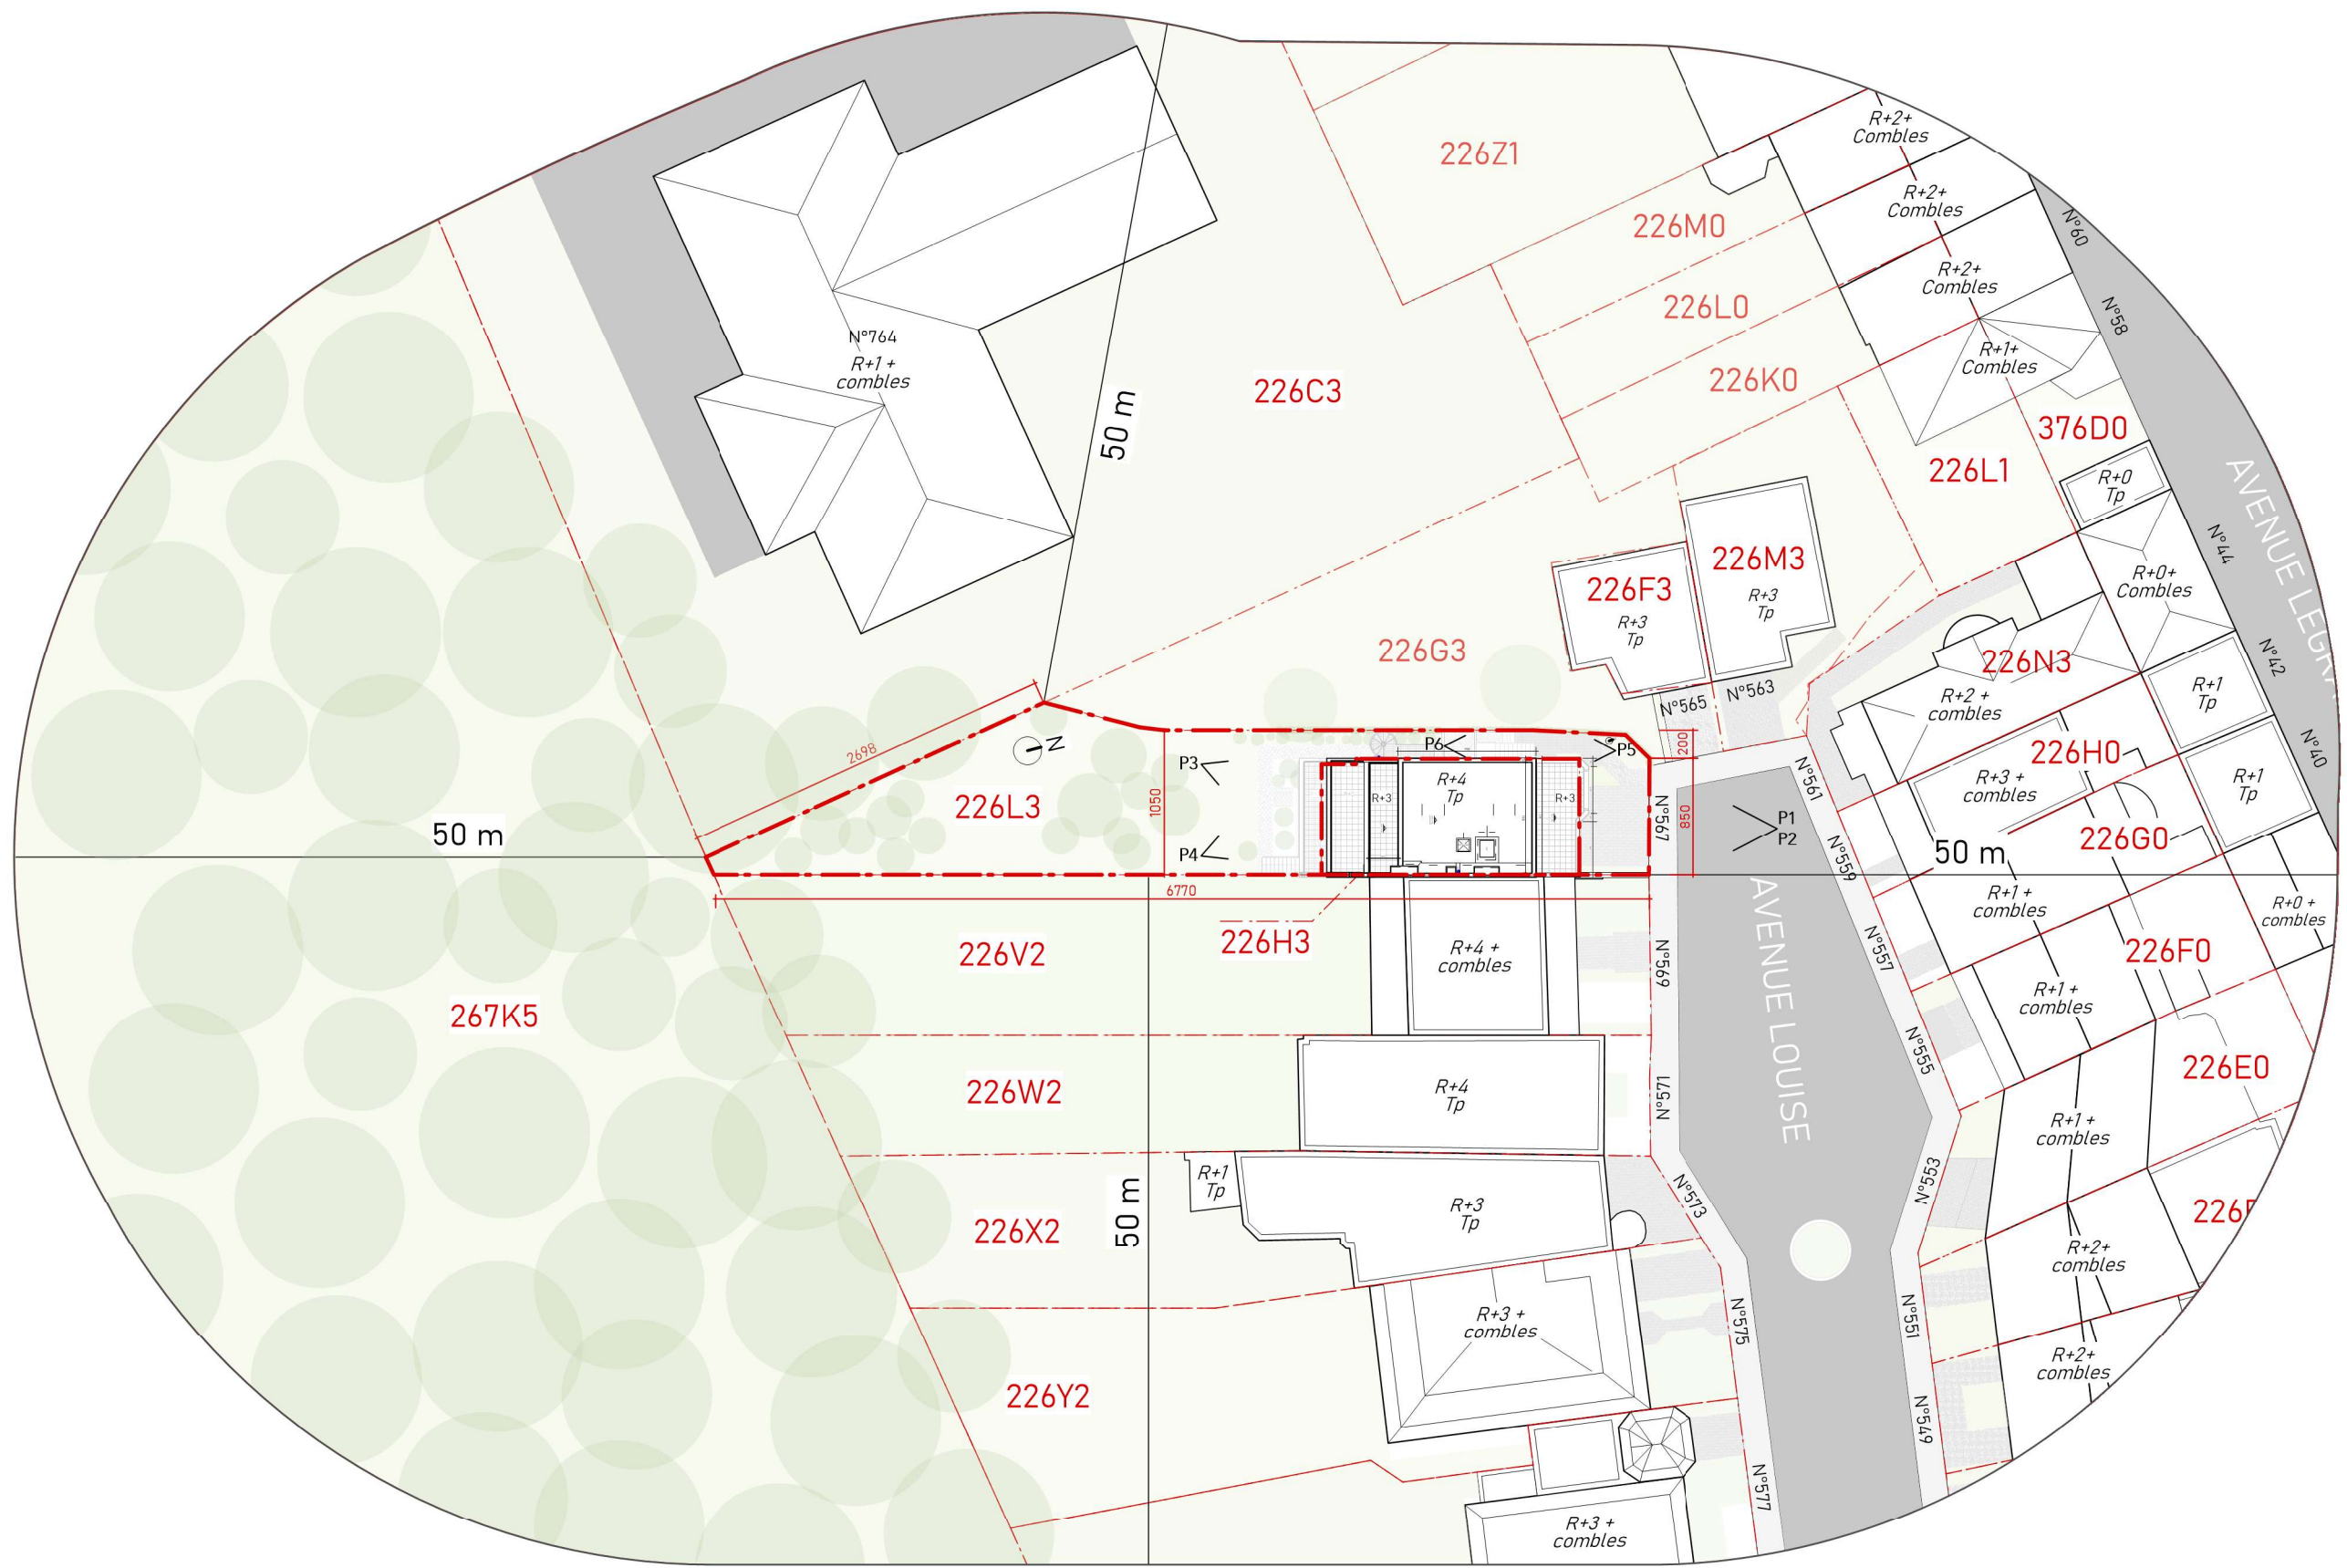 R+2+
Combles
226Z1
R+2+
Combles
N°60
226M0
R+2+
Combles
226L0
N°58
N°764
R+1 +
combles
R+1+
Combles
226K0
226C3
50 m
376D0
226L1
R+0
Tp
AVENUE LEGRA
N°44
226M3
R+3
Tp
226F3
R+3
Tp
R+0+
Combles
226G3
226N3
N°42
R+2 +
combles
R+1
Tp
N°563
N°565
2698
N
P6
P5
200
N°40
226H0
P3
R+4
Tp
R+3
R+3
N°561
R+3 +
combles
R+1
Tp
226L3
1050
850
N°567
P1
P2
50 m
P4
N°559
50 m
226G0
6770
R+1 +
combles
R+0 +
combles
AVENUE LOUISE
226V2
226H3
R+4 +
combles
N°569
N°557
226F0
267K5
R+1 +
combles
N°555
226E0
226W2
R+4
Tp
N°571
R+1 +
combles
R+1
Tp
N°573
N°553
226X2
50 m
R+3
Tp
226
R+2+
combles
R+3 +
combles
N°575
N°551
R+2+
combles
226Y2
N°549
N°577
R+3 +
combles